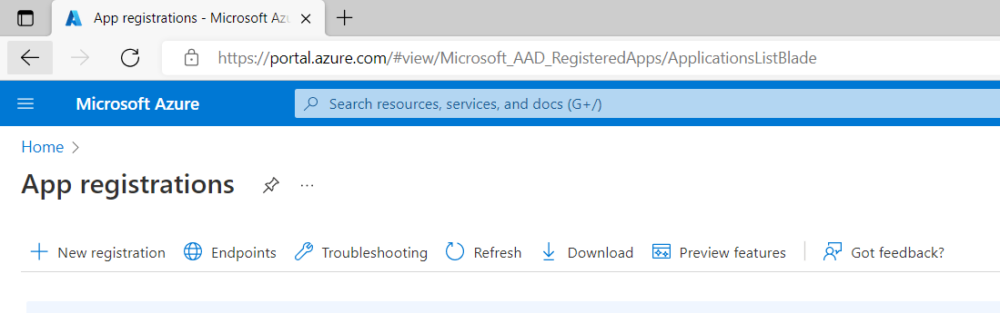 App registrations - Microsoft Az
https://portal.azure.com/#view/Microsoft_AAD_RegisteredApps/ApplicationsListBlade
Microsoft Azure
Search resources, services, and docs (G+/)
Home
App registrations
New registration Endpoints Troubleshooting Refresh Download Preview features Got feedback?